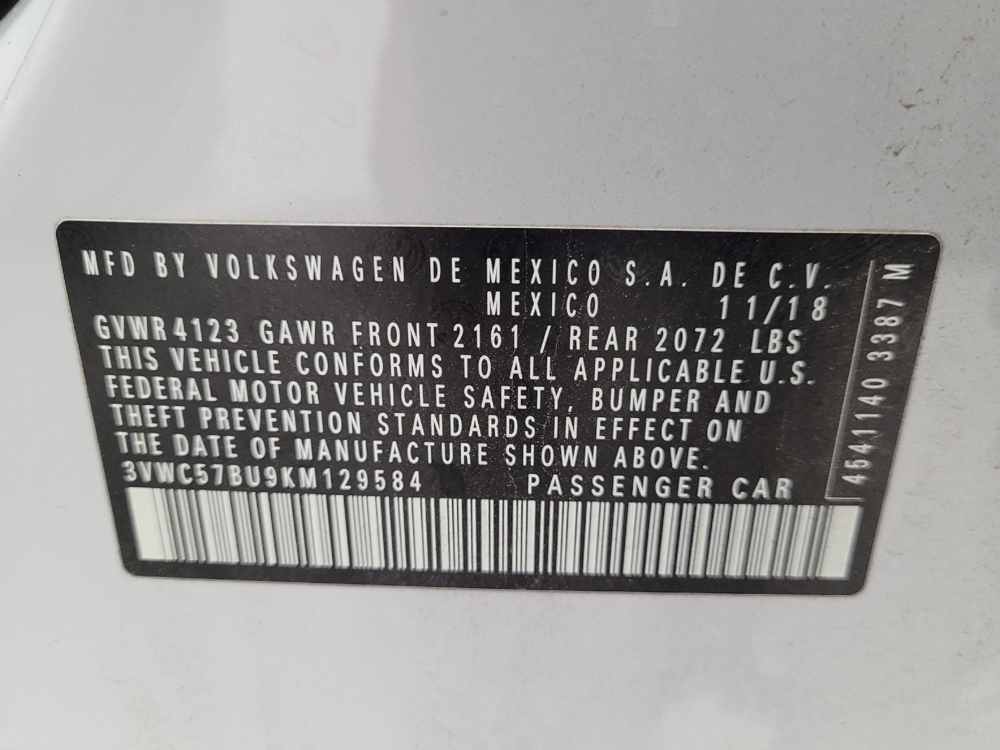 MFD BY VOLKSWAGEN DE MEXICO S.A. DE C.V.
MEXICO 11/18
GVWR 4123 GAWR FRONT 2161 / REAR 2072 LBS
THIS VEHICLE CONFORMS TO ALL APPLICABLE U.S.
FEDERAL MOTOR VEHICLE SAFETY, BUMPER AND
THEFT PREVENTION STANDARDS IN EFFECT ON
THE DATE OF MANUFACTURE SHOWN ABOVE.
3VWC57BU9KM129584 PASSENGER CAR
4541140 3387 M